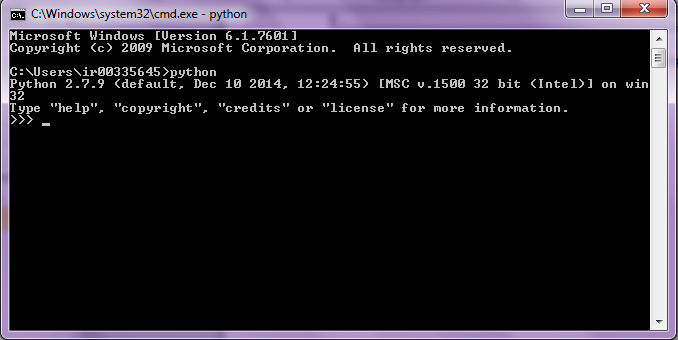 C:\Windows\system32\cmd.exe - python
Microsoft Windows [Version 6.1.7601]
Copyright (c) 2009 Microsoft Corporation.  All rights reserved.
C:\Users\ir00335645>python
Python 2.7.9 (default, Dec 10 2014, 12:24:55) [MSC v.1500 32 bit (Intel)] on win
32
Type "help", "copyright", "credits" or "license" for more information.
>>> _